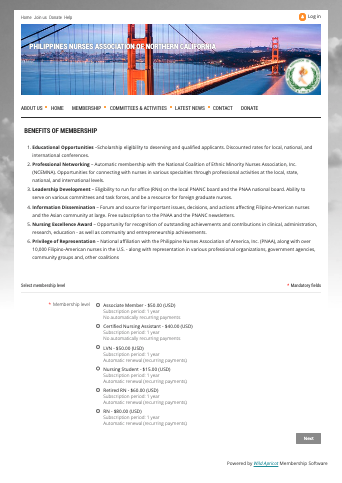 Home Join us Donate Help
Log in
PHILIPPINES NURSES ASSOCIATION OF NORTHERN CALIFORNIA
ABOUT US HOME MEMBERSHIP COMMITTEES & ACTIVITIES LATEST NEWS CONTACT DONATE
BENEFITS OF MEMBERSHIP
1. Educational Opportunities –Scholarship eligibility to deserving and qualified applicants. Discounted rates for local, national, and
international conferences.
2. Professional Networking – Automatic membership with the National Coalition of Ethnic Minority Nurses Association, Inc.
(NCEMNA). Opportunities for connecting with nurses in various specialties through professional activities at the local, state,
national, and international levels.
3. Leadership Development – Eligibility to run for office (RNs) on the local PNANC board and the PNAA national board. Ability to
serve on various committees and task forces, and be a resource for foreign graduate nurses.
4. Information Dissemination – Forum and source for important issues, decisions, and actions affecting Filipino-American nurses
and the Asian community at large. Free subscription to the PNAA and the PNANC newsletters.
5. Nursing Excellence Award – Opportunity for recognition of outstanding achievements and contributions in clinical, administration,
research, education - as well as community and entrepreneurship achievements.
6. Privilege of Representation – National affiliation with the Philippine Nurses Association of America, Inc. (PNAA), along with over
10,000 Filipino-American nurses in the U.S. - along with representation in various professional organizations, government agencies,
community groups and, other coalitions
Select membership level
* Mandatory fields
* Membership level
Associate Member - $50.00 (USD)
Subscription period: 1 year
No automatically recurring payments
Certified Nursing Assistant - $40.00 (USD)
Subscription period: 1 year
No automatically recurring payments
LVN - $50.00 (USD)
Subscription period: 1 year
Automatic renewal (recurring payments)
Nursing Student - $15.00 (USD)
Subscription period: 1 year
Automatic renewal (recurring payments)
Retired RN - $60.00 (USD)
Subscription period: 1 year
Automatic renewal (recurring payments)
RN - $80.00 (USD)
Subscription period: 1 year
Automatic renewal (recurring payments)
Next
Powered by Wild Apricot Membership Software